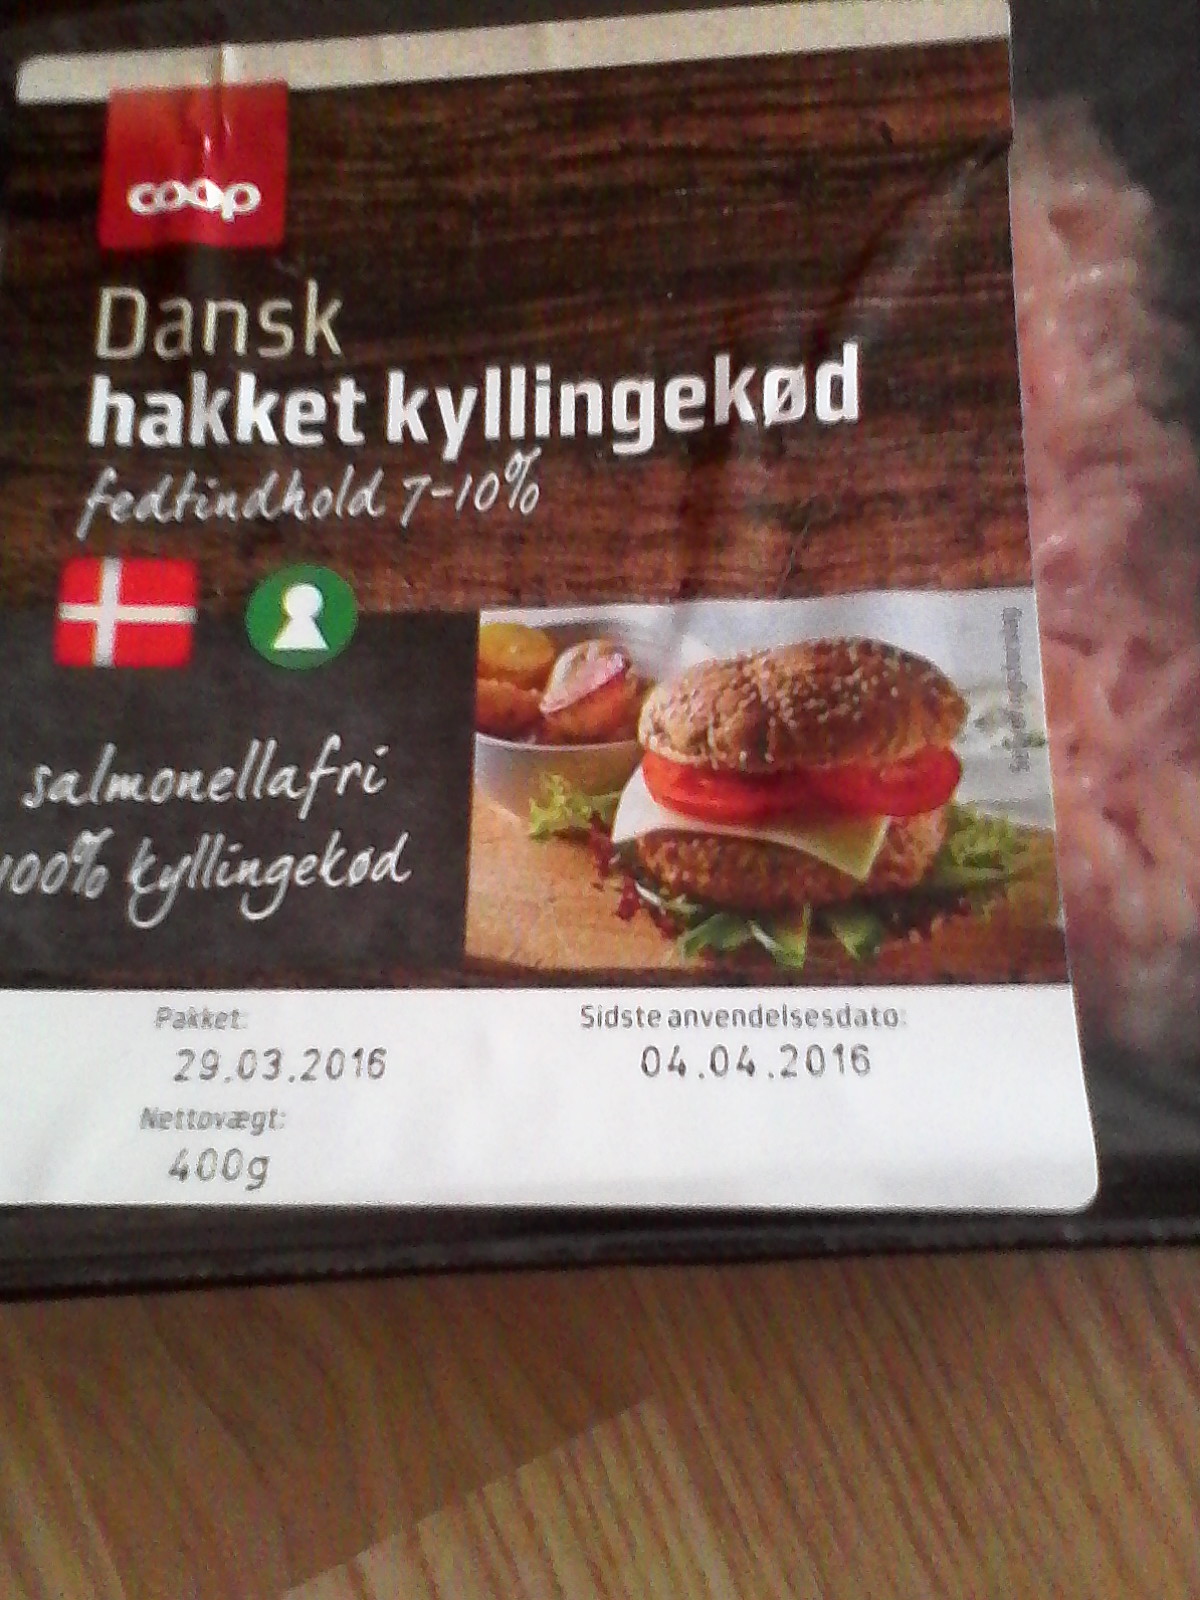 coop
Dansk
hakket kyllingekød
fedtindhold 7-10%
salmonellafri
100% kyllingekød
Pakket:
29.03.2016
Sidste anvendelsesdato:
04.04.2016
Nettovægt:
400g